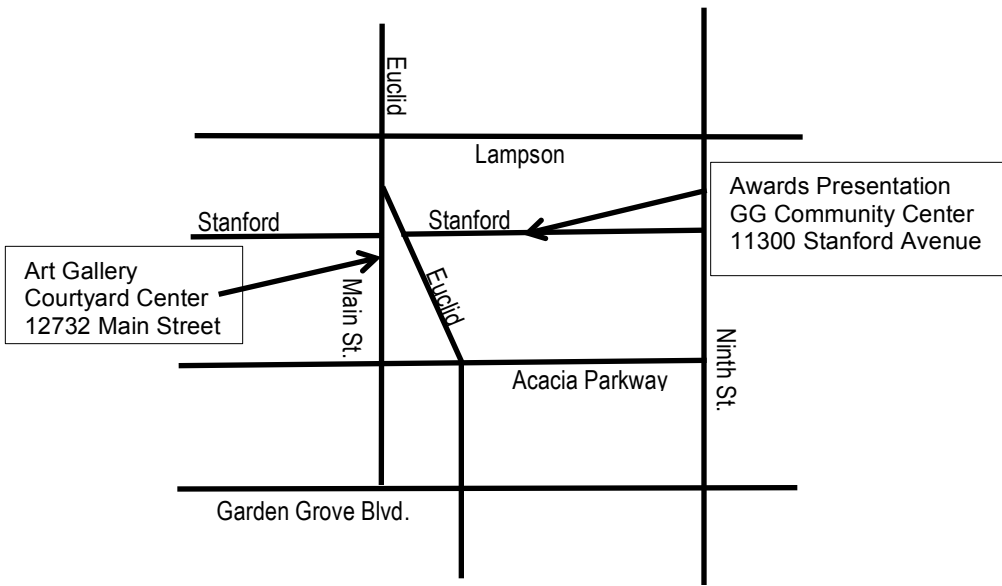 Euclid
Lampson
Awards Presentation
GG Community Center
11300 Stanford Avenue
Stanford
Stanford
Art Gallery
Courtyard Center
12732 Main Street
Main St.
Euclid
Ninth St.
Acacia Parkway
Garden Grove Blvd.